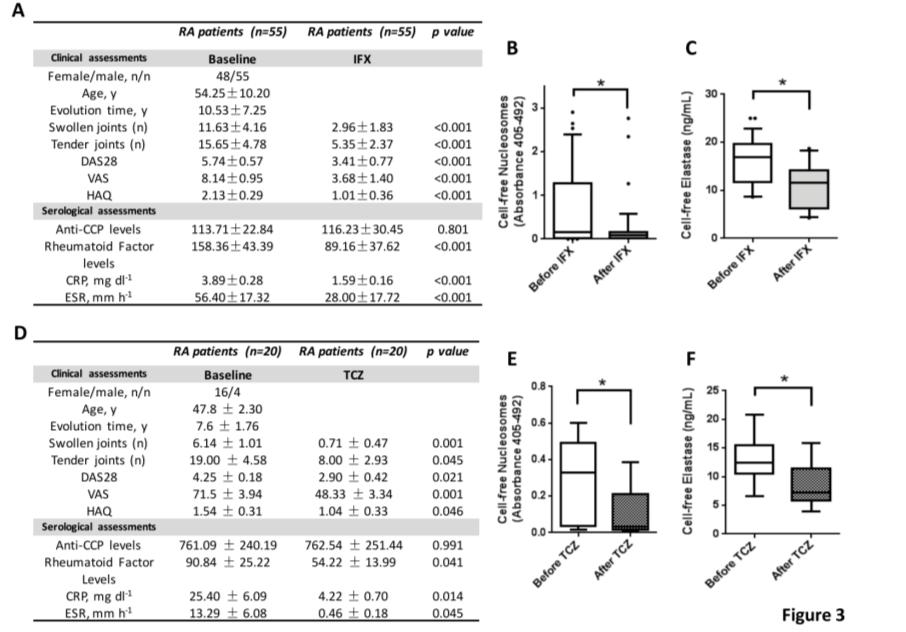 A
RA patients (n=55) RA patients (n=55) p value
Clinical assessments Baseline IFX
Female/male, n/n 48/55
Age, y 54.25±10.20
Evolution time, y 10.53±7.25
Swollen joints (n) 11.63±4.16 2.96±1.83 <0.001
Tender joints (n) 15.65±4.78 5.35±2.37 <0.001
DAS28 5.74±0.57 3.41±0.77 <0.001
VAS 8.14±0.95 3.68±1.40 <0.001
HAQ 2.13±0.29 1.01±0.36 <0.001
Serological assessments
Anti-CCP levels 113.71±22.84 116.23±30.45 0.801
Rheumatoid Factor 158.36±43.39 89.16±37.62 <0.001
levels
CRP, mg dl-1 3.89±0.28 1.59±0.16 <0.001
ESR, mm h-1 56.40±17.32 28.00±17.72 <0.001
B
Cell-free Nucleosomes
(Absorbance 405-492)
3
2
1
0
*
Before IFX
After IFX
C
Cell-free Elastase (ng/mL)
30
20
10
0
*
Before IFX
After IFX
D
RA patients (n=20) RA patients (n=20) p value
Clinical assessments Baseline TCZ
Female/male, n/n 16/4
Age, y 47.8 ± 2.30
Evolution time, y 7.6 ± 1.76
Swollen joints (n) 6.14 ± 1.01 0.71 ± 0.47 0.001
Tender joints (n) 19.00 ± 4.58 8.00 ± 2.93 0.045
DAS28 4.25 ± 0.18 2.90 ± 0.42 0.021
VAS 71.5 ± 3.94 48.33 ± 3.34 0.001
HAQ 1.54 ± 0.31 1.04 ± 0.33 0.046
Serological assessments
Anti-CCP levels 761.09 ± 240.19 762.54 ± 251.44 0.991
Rheumatoid Factor 90.84 ± 25.22 54.22 ± 13.99 0.041
Levels
CRP, mg dl-1 25.40 ± 6.09 4.22 ± 0.70 0.014
ESR, mm h-1 13.29 ± 6.08 0.46 ± 0.18 0.045
E
Cell-free Nucleosomes
(Absorbance 405-492)
0.8
0.6
0.4
0.2
0.0
*
Before TCZ
After TCZ
F
Cell-free Elastase (ng/mL)
25
20
15
10
5
0
*
Before TCZ
After TCZ
Figure 3